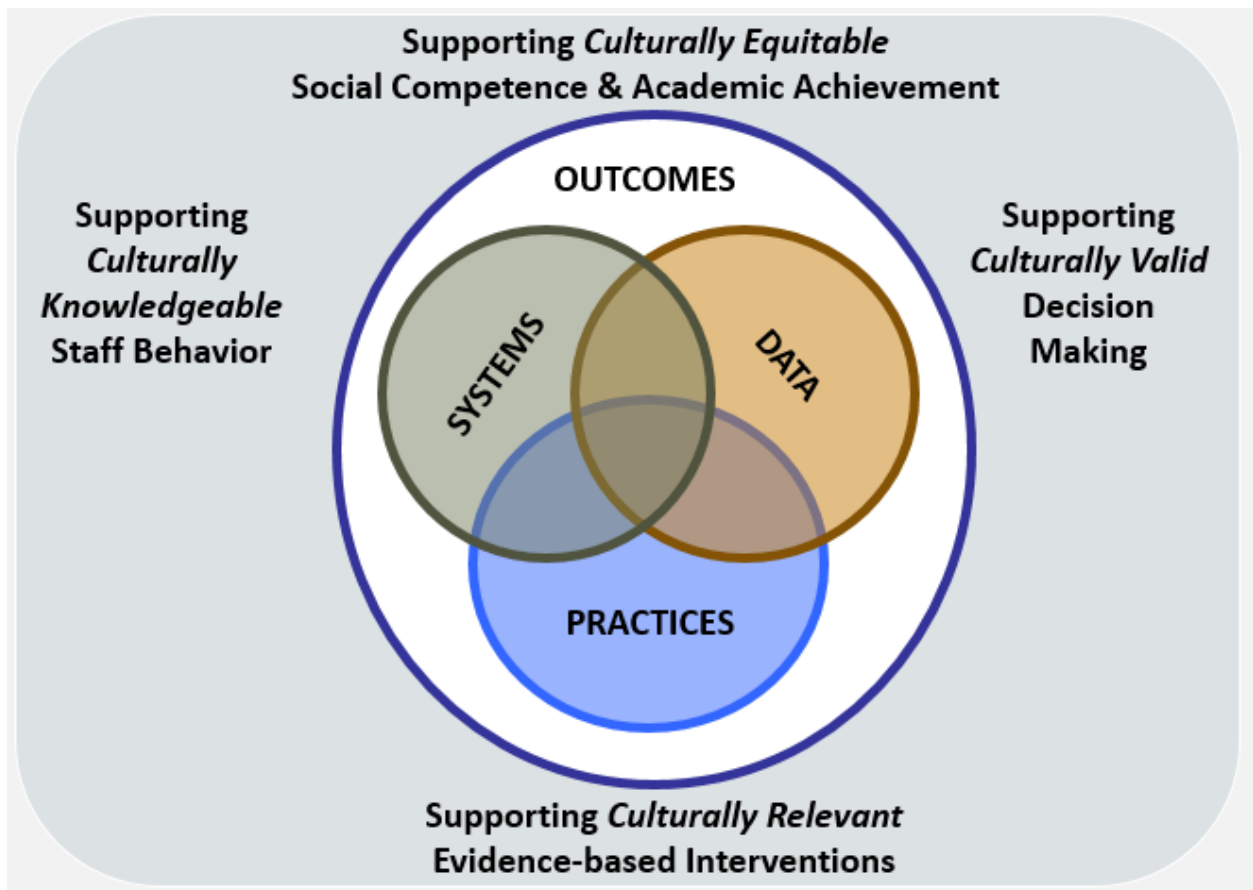 Supporting Culturally Equitable
Social Competence & Academic Achievement
OUTCOMES
Supporting
Culturally
Knowledgeable
Staff Behavior
Supporting
Culturally Valid
Decision
Making
SYSTEMS
DATA
PRACTICES
Supporting Culturally Relevant
Evidence-based Interventions